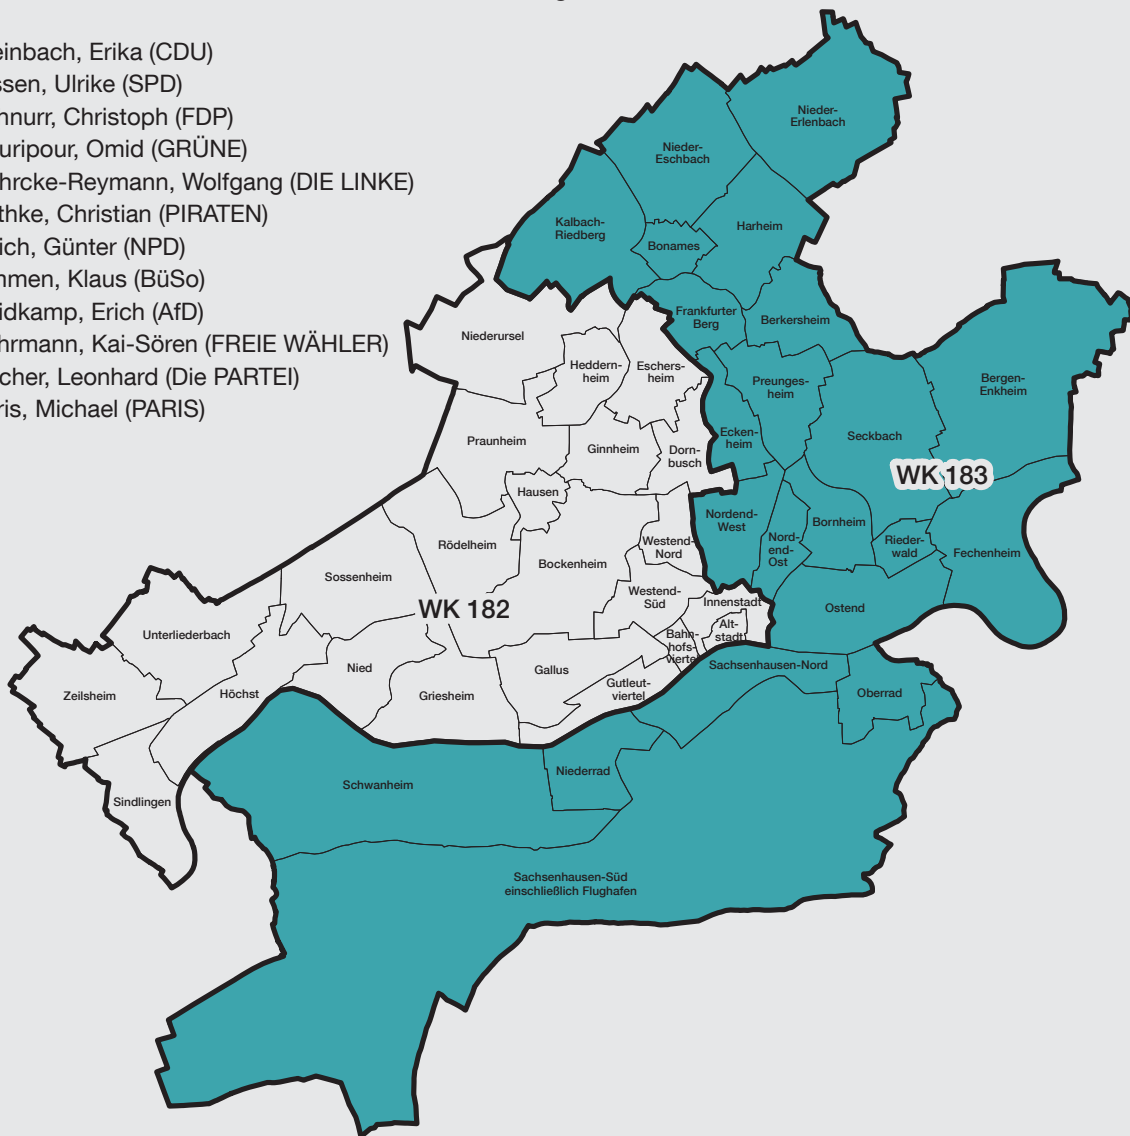 einbach, Erika (CDU)
ssen, Ulrike (SPD)
nnurr, Christoph (FDP)
uripour, Omid (GRÜNE)
hrcke-Reymann, Wolfgang (DIE LINKE)
thke, Christian (PIRATEN)
ich, Günter (NPD)
mmen, Klaus (BüSo)
idkamp, Erich (AfD)
hrmann, Kai-Sören (FREIE WÄHLER)
cher, Leonhard (Die PARTEI)
ris, Michael (PARIS)
Nieder-
Erlenbach
Nieder-
Eschbach
Kalbach-
Riedberg
Bonames
Harheim
Frankfurter
Berg
Berkersheim
Niederursel
Heddern-
heim
Eschers-
heim
Preunges-
heim
Bergen-
Enkheim
Praunheim
Ginnheim
Dorn-
busch
Ecken-
heim
Seckbach
WK 183
Hausen
Nordend-
West
Bornheim
Rödelheim
Westend-
Nord
Nord-
end-
Ost
Rieder-
wald
Fechenheim
Bockenheim
Sossenheim
WK 182
Westend-
Süd
Innenstadt
Ostend
Unterliederbach
Alt-
stadt
Bahn-
hofs-
viertel
Zeilsheim
Höchst
Nied
Griesheim
Gallus
Gutleut-
viertel
Sachsenhausen-Nord
Oberrad
Sindlingen
Schwanheim
Niederrad
Sachsenhausen-Süd
einschließlich Flughafen